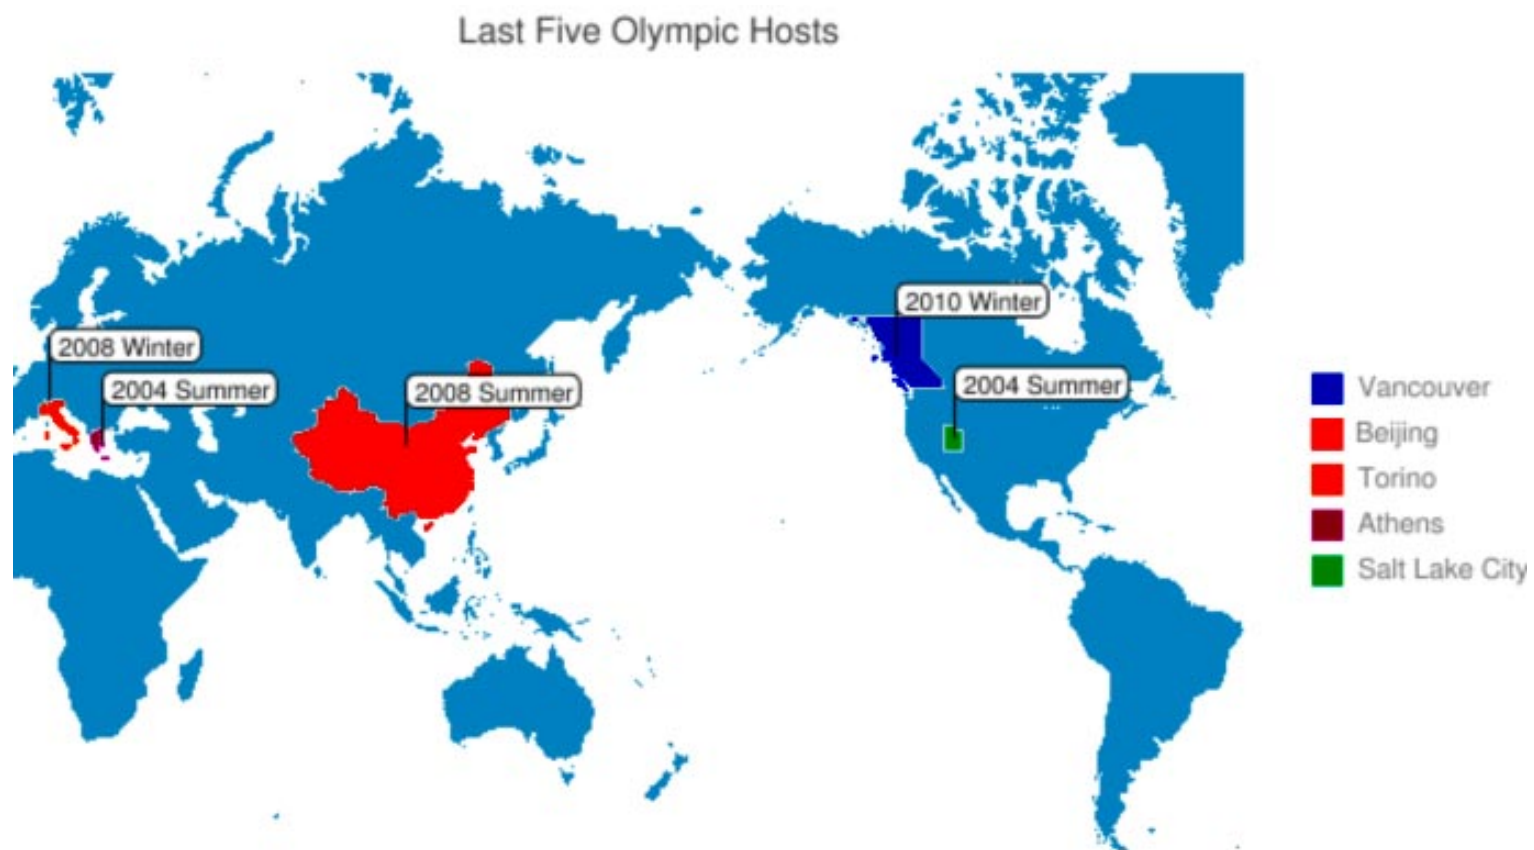 Last Five Olympic Hosts
2010 Winter
2008 Winter
2004 Summer
2008 Summer
2004 Summer
Vancouver
Beijing
Torino
Athens
Salt Lake City